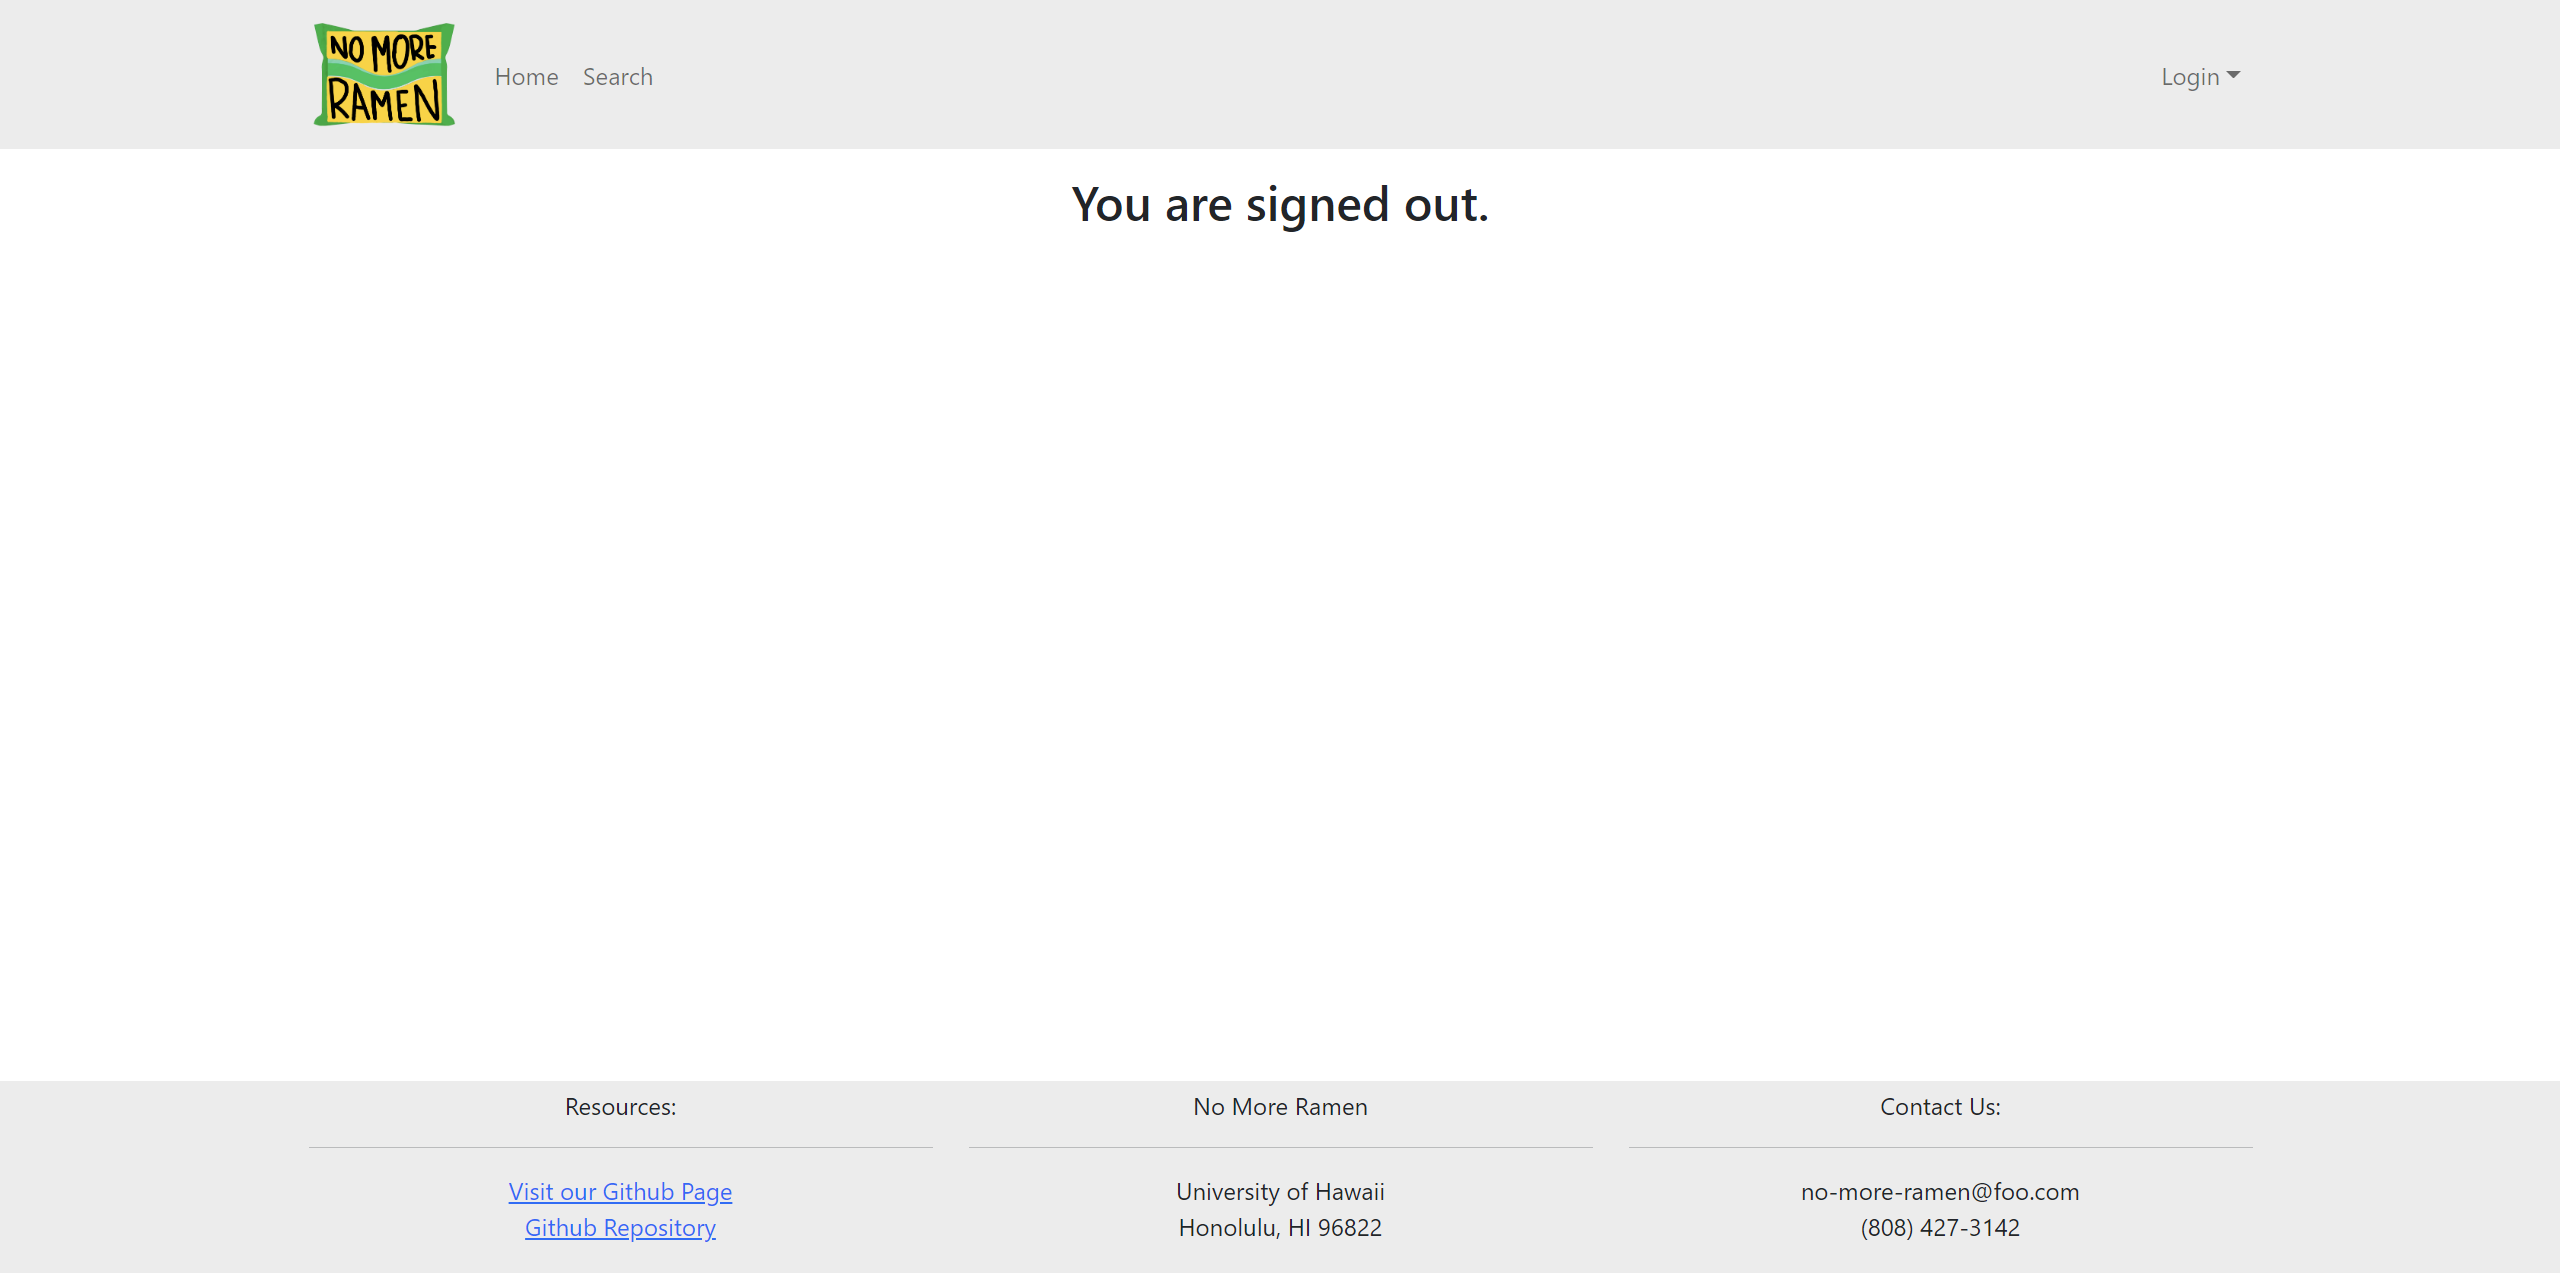 NO MORE
RAMEN
Home Search Login
You are signed out.
Resources:
Visit our Github Page
Github Repository
No More Ramen
University of Hawaii
Honolulu, HI 96822
Contact Us:
no-more-ramen@foo.com
(808) 427-3142